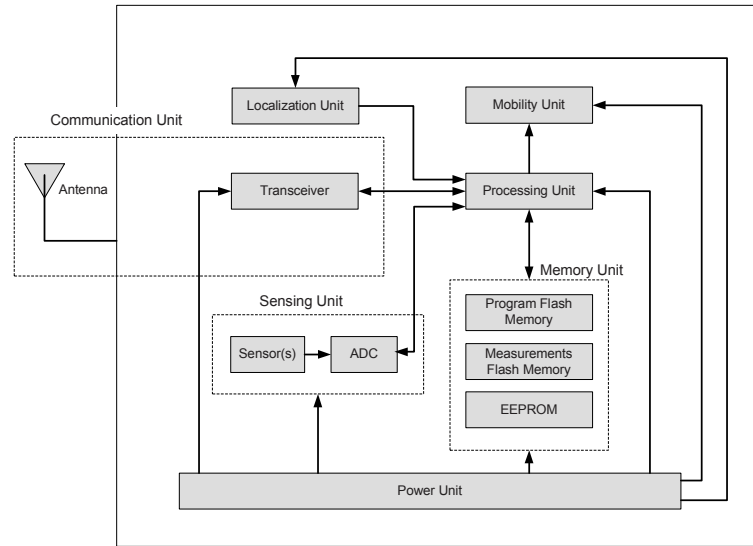 Localization Unit
Mobility Unit
Communication Unit
Antenna
Transceiver
Processing Unit
Memory Unit
Program Flash
Memory
Measurements
Flash Memory
EEPROM
Sensing Unit
Sensor(s)
ADC
Power Unit